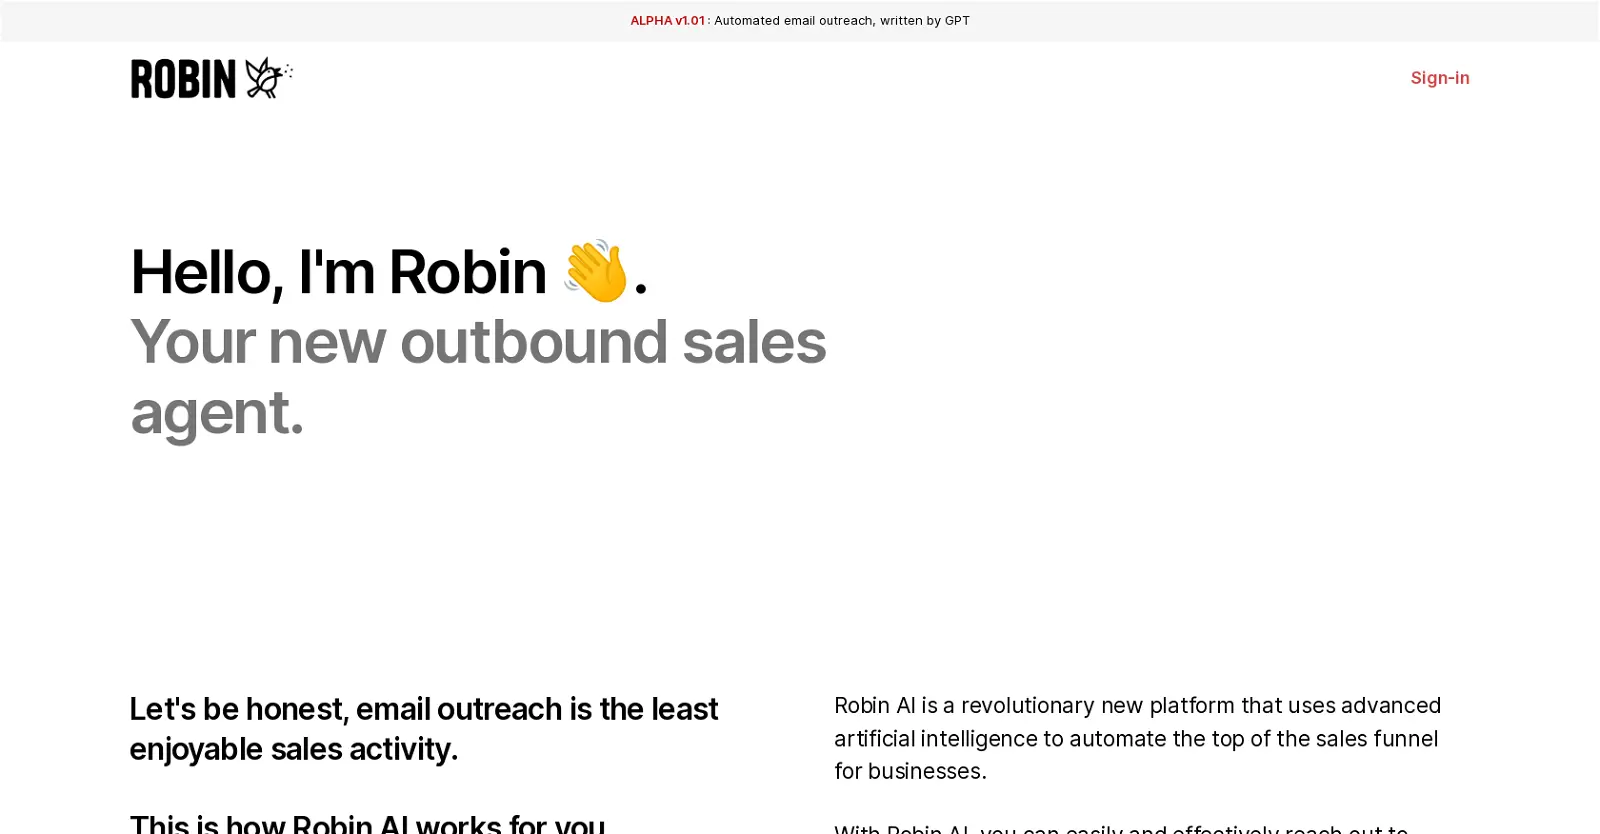 ALPHA v1.01 : Automated email outreach, written by GPT
ROBIN
Sign-in
Hello, I'm Robin 👋.
Your new outbound sales
agent.
Let's be honest, email outreach is the least
enjoyable sales activity.
This is how Robin AI works for you
Robin AI is a revolutionary new platform that uses advanced
artificial intelligence to automate the top of the sales funnel
for businesses.
With Robin AI, you can easily and effectively reach out to